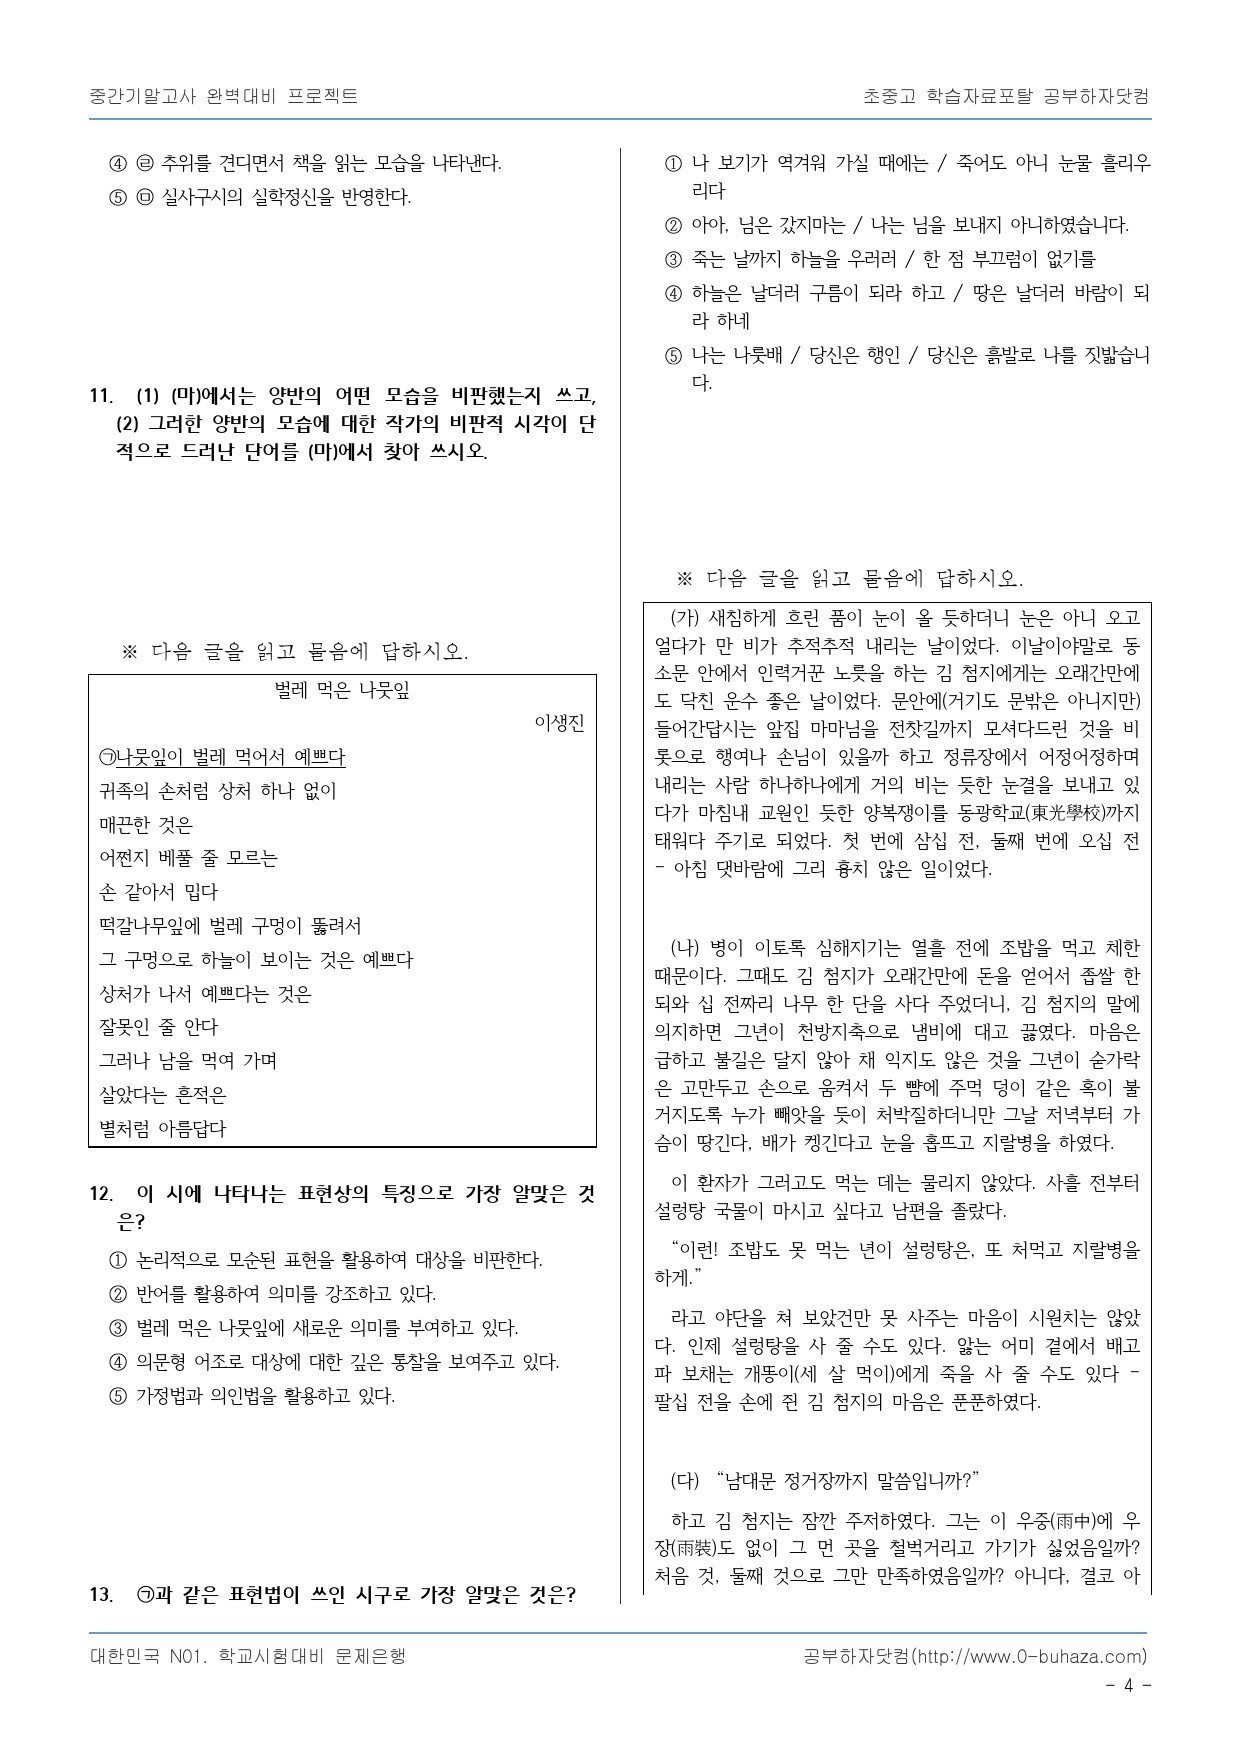 중간기말고사 완벽대비 프로젝트
초중고 학습자료포탈 공부하자닷컴
④ ㉣ 추위를 견디면서 책을 읽는 모습을 나타낸다.
⑤ ㉤ 실사구시의 실학정신을 반영한다.
11. (1) (마)에서는 양반의 어떤 모습을 비판했는지 쓰고,
(2) 그러한 양반의 모습에 대한 작가의 비판적 시각이 단
적으로 드러난 단어를 (마)에서 찾아 쓰시오.
※ 다음 글을 읽고 물음에 답하시오.
벌레 먹은 나뭇잎
이생진
㉠나뭇잎이 벌레 먹어서 예쁘다
귀족의 손처럼 상처 하나 없이
매끈한 것은
어쩐지 베풀 줄 모르는
손 같아서 밉다
떡갈나무잎에 벌레 구멍이 뚫려서
그 구멍으로 하늘이 보이는 것은 예쁘다
상처가 나서 예쁘다는 것은
잘못인 줄 안다
그러나 남을 먹여 가며
살았다는 흔적은
별처럼 아름답다
12. 이 시에 나타나는 표현상의 특징으로 가장 알맞은 것
은?
① 논리적으로 모순된 표현을 활용하여 대상을 비판한다.
② 반어를 활용하여 의미를 강조하고 있다.
③ 벌레 먹은 나뭇잎에 새로운 의미를 부여하고 있다.
④ 의문형 어조로 대상에 대한 깊은 통찰을 보여주고 있다.
⑤ 가정법과 의인법을 활용하고 있다.
13. ㉠과 같은 표현법이 쓰인 시구로 가장 알맞은 것은?
① 나 보기가 역겨워 가실 때에는 / 죽어도 아니 눈물 흘리우
리다
② 아아, 님은 갔지마는 / 나는 님을 보내지 아니하였습니다.
③ 죽는 날까지 하늘을 우러러 / 한 점 부끄럼이 없기를
④ 하늘은 날더러 구름이 되라 하고 / 땅은 날더러 바람이 되
라 하네
⑤ 나는 나룻배 / 당신은 행인 / 당신은 흙발로 나를 짓밟습니
다.
※ 다음 글을 읽고 물음에 답하시오.
(가) 새침하게 흐린 품이 눈이 올 듯하더니 눈은 아니 오고
얼다가 만 비가 추적추적 내리는 날이었다. 이날이야말로 동
소문 안에서 인력거꾼 노릇을 하는 김 첨지에게는 오래간만에
도 닥친 운수 좋은 날이었다. 문안에(거기도 문밖은 아니지만)
들어간답시는 앞집 마마님을 전찻길까지 모셔다드린 것을 비
롯으로 행여나 손님이 있을까 하고 정류장에서 어정어정하며
내리는 사람 하나하나에게 거의 비는 듯한 눈결을 보내고 있
다가 마침내 교원인 듯한 양복쟁이를 동광학교(東光學校)까지
태워다 주기로 되었다. 첫 번에 삼십 전, 둘째 번에 오십 전
- 아침 댓바람에 그리 흉치 않은 일이었다.
(나) 병이 이토록 심해지기는 열흘 전에 조밥을 먹고 체한
때문이다. 그때도 김 첨지가 오래간만에 돈을 얻어서 좁쌀 한
되와 십 전짜리 나무 한 단을 사다 주었더니, 김 첨지의 말에
의지하면 그년이 천방지축으로 냄비에 대고 끓였다. 마음은
급하고 불길은 달지 않아 채 익지도 않은 것을 그년이 숟가락
은 고만두고 손으로 움켜서 두 뺨에 주먹 덩이 같은 혹이 불
거지도록 누가 빼앗을 듯이 처박질하더니만 그날 저녁부터 가
슴이 땅긴다, 배가 켕긴다고 눈을 홉뜨고 지랄병을 하였다.
이 환자가 그러고도 먹는 데는 물리지 않았다. 사흘 전부터
설렁탕 국물이 마시고 싶다고 남편을 졸랐다.
“이런! 조밥도 못 먹는 년이 설렁탕은, 또 처먹고 지랄병을
하게.”
라고 야단을 쳐 보았건만 못 사주는 마음이 시원치는 않았
다. 인제 설렁탕을 사 줄 수도 있다. 앓는 어미 곁에서 배고
파 보채는 개똥이(세 살 먹이)에게 죽을 사 줄 수도 있다 -
팔십 전을 손에 쥔 김 첨지의 마음은 푼푼하였다.
(다) “남대문 정거장까지 말씀입니까?”
하고 김 첨지는 잠깐 주저하였다. 그는 이 우중(雨中)에 우
장(雨裝)도 없이 그 먼 곳을 철벅거리고 가기가 싫었음일까?
처음 것, 둘째 것으로 그만 만족하였음일까? 아니다, 결코 아
대한민국 N01. 학교시험대비 문제은행
공부하자닷컴(http://www.0-buhaza.com)
- 4 -